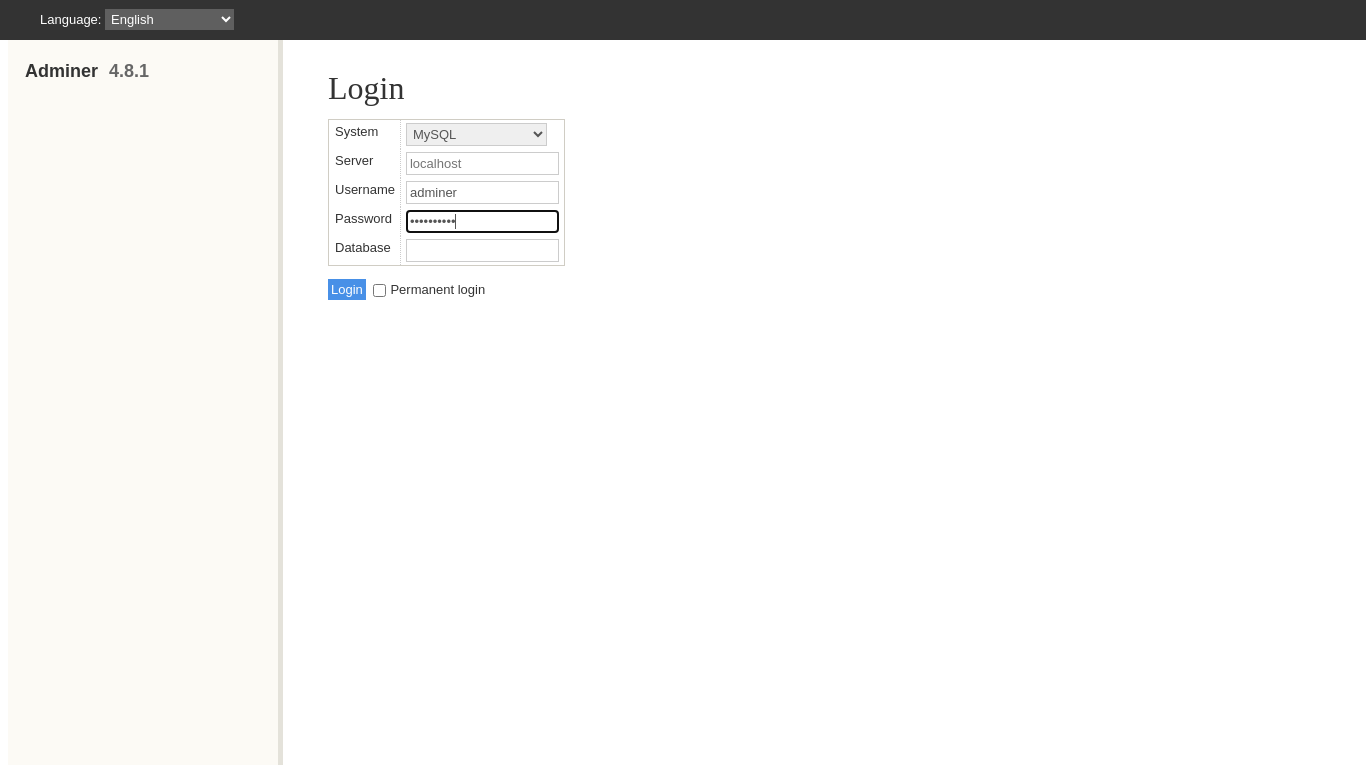 Language: English
Adminer 4.8.1
Login
System MySQL
Server localhost
Username adminer
Password ••••••••••
Database
Login Permanent login